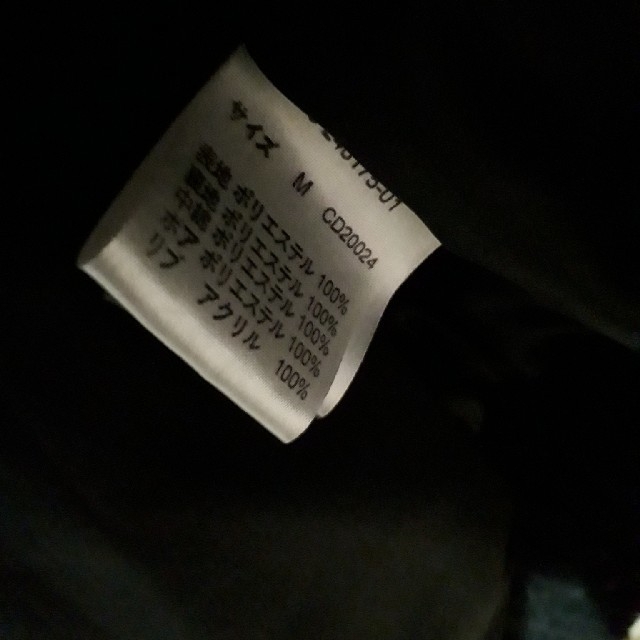 サイズ M CD20024
表地 ポリエステル 100%
裏地 ポリエステル 100%
中綿 ポリエステル 100%
ボア ポリエステル 100%
リブ アクリル 100%